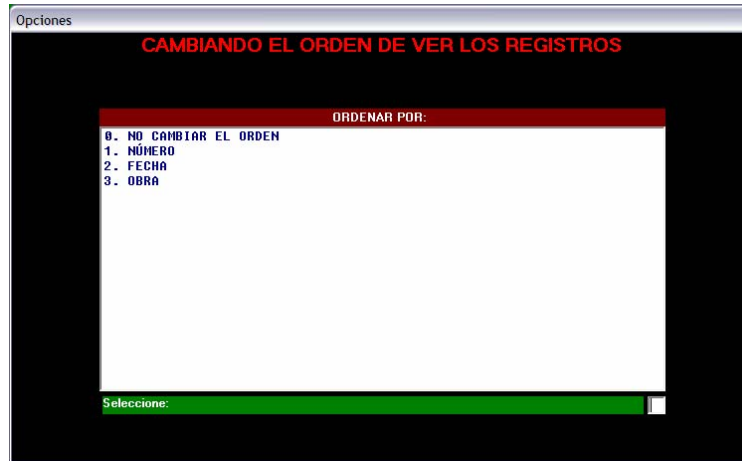 Opciones
CAMBIANDO EL ORDEN DE VER LOS REGISTROS
ORDENAR POR:
0. NO CAMBIAR EL ORDEN
1. NÚMERO
2. FECHA
3. OBRA
Seleccione: